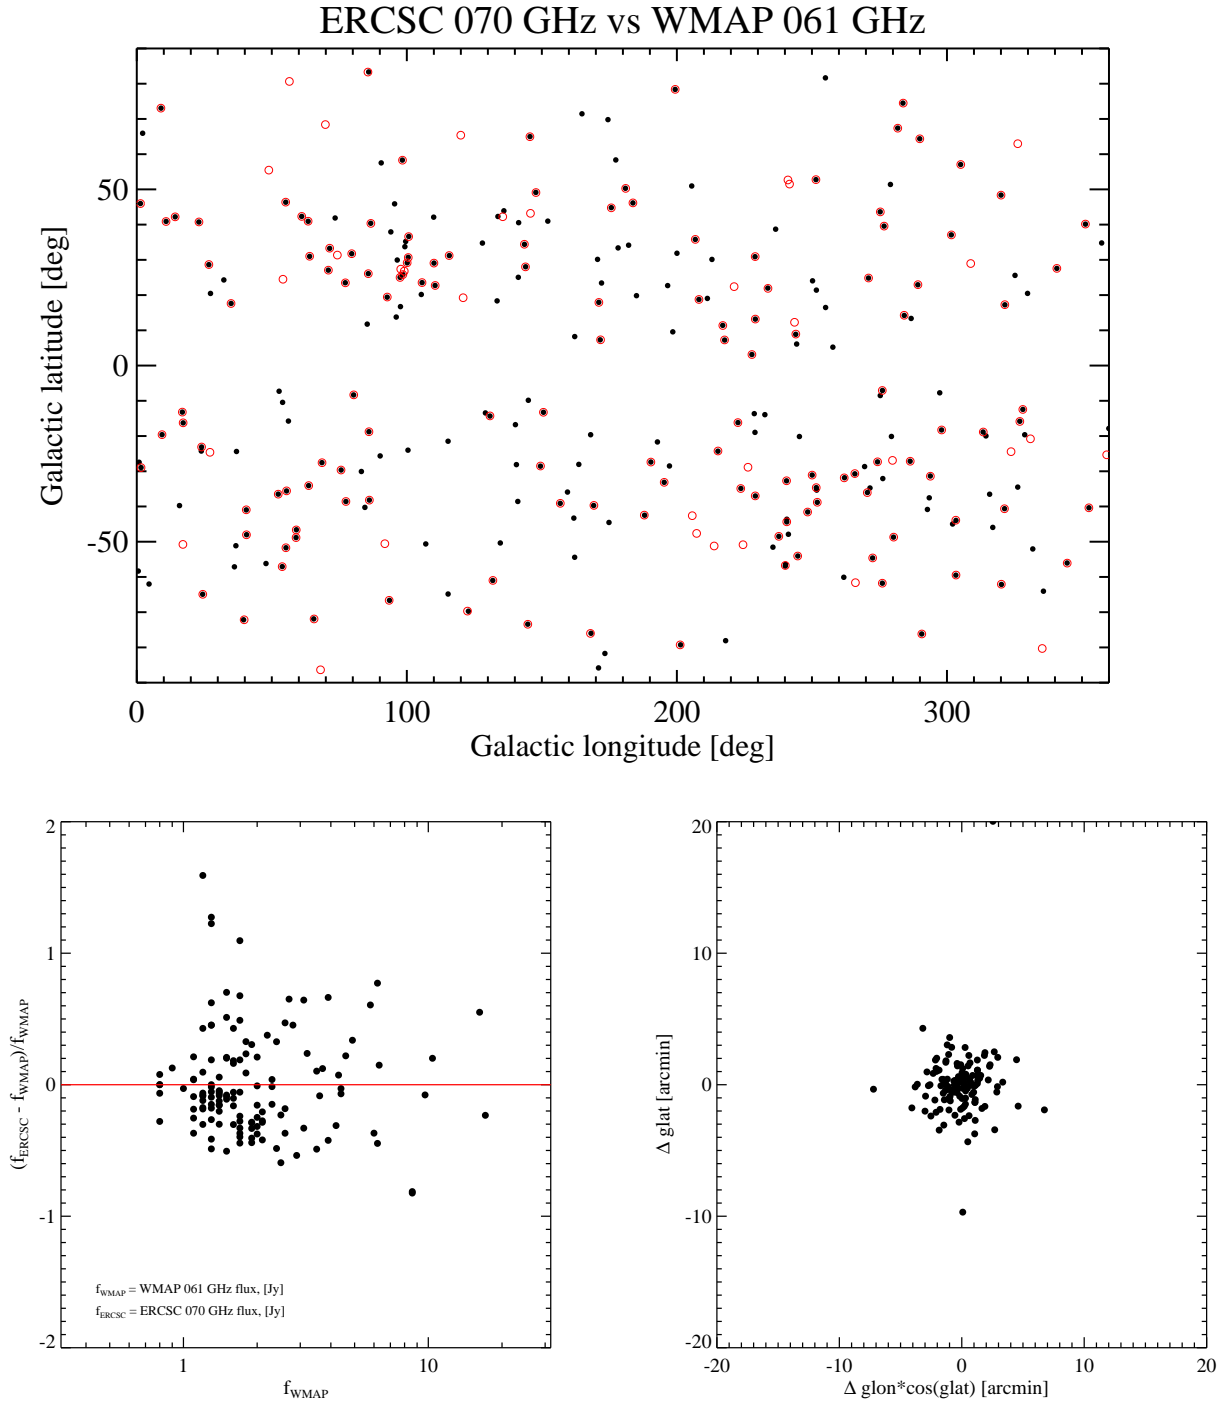 ERCSC 070 GHz vs WMAP 061 GHz
50
0
-50
Galactic latitude [deg]
0 100 200 300
Galactic longitude [deg]
2
1
0
-1
-2
(f_ERCSC - f_WMAP)/f_WMAP
f_WMAP = WMAP 061 GHz flux, [Jy]
f_ERCSC = ERCSC 070 GHz flux, [Jy]
1 10
f_WMAP
20
10
0
-10
-20
Δ glat [arcmin]
-20 -10 0 10 20
Δ glon*cos(glat) [arcmin]